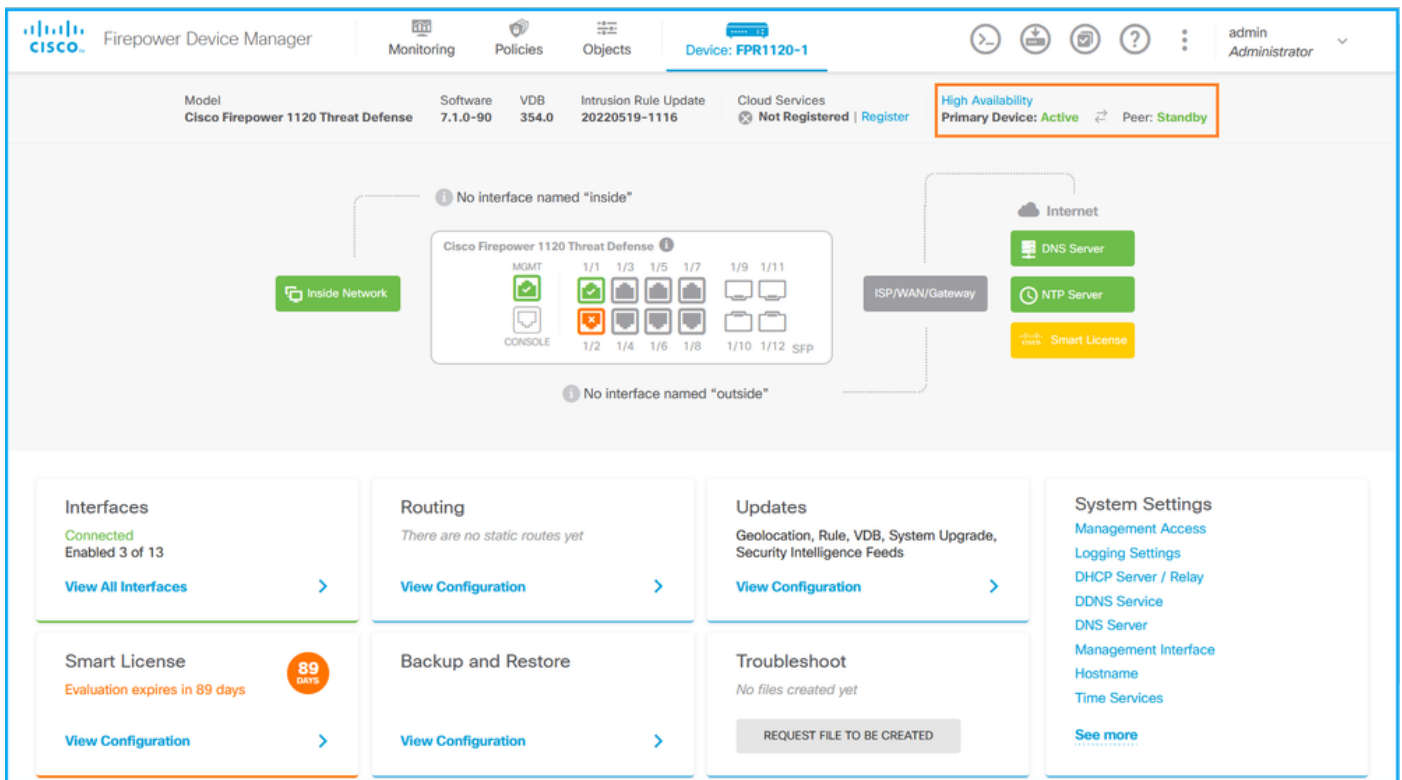 CISCO
Firepower Device Manager
Monitoring
Policies
Objects
Device: FPR1120-1
admin
Administrator
Model
Cisco Firepower 1120 Threat Defense
Software
7.1.0-90
VDB
354.0
Intrusion Rule Update
20220519-1116
Cloud Services
Not Registered | Register
High Availability
Primary Device: Active Peer: Standby
No interface named “inside”
Internet
Cisco Firepower 1120 Threat Defense
MGMT 1/1 1/3 1/5 1/7 1/9 1/11
CONSOLE 1/2 1/4 1/6 1/8 1/10 1/12 SFP
Inside Network
ISP/WAN/Gateway
DNS Server
NTP Server
Smart License
No interface named “outside”
Interfaces
Connected
Enabled 3 of 13
View All Interfaces
Routing
There are no static routes yet
View Configuration
Updates
Geolocation, Rule, VDB, System Upgrade,
Security Intelligence Feeds
View Configuration
System Settings
Management Access
Logging Settings
DHCP Server / Relay
DDNS Service
DNS Server
Management Interface
Hostname
Time Services
See more
Smart License
Evaluation expires in 89 days
89
DAYS
View Configuration
Backup and Restore
View Configuration
Troubleshoot
No files created yet
REQUEST FILE TO BE CREATED